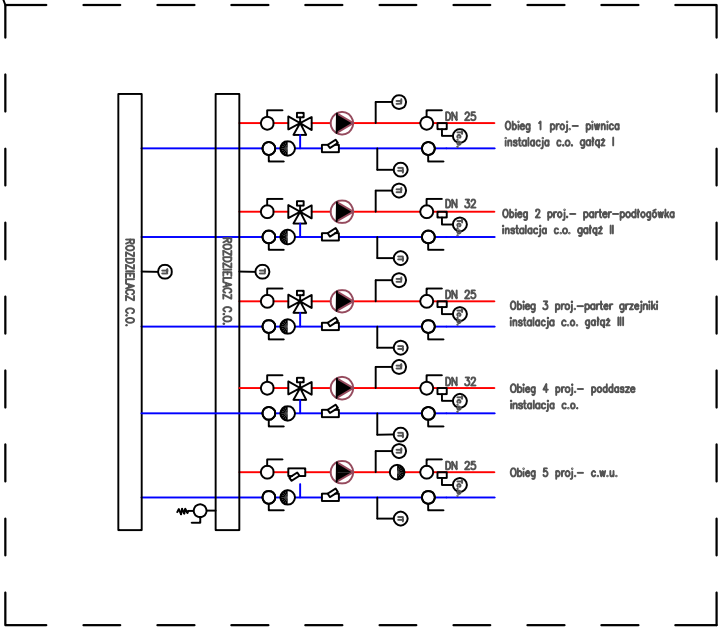 DN 25
Obieg 1 proj.– piwnica
instalacja c.o. gałąź I
DN 32
Obieg 2 proj.– parter–podłogówka
instalacja c.o. gałąź II
ROZDZIELACZ C.O.
ROZDZIELACZ C.O.
DN 25
Obieg 3 proj.–parter grzejniki
instalacja c.o. gałąź III
DN 32
Obieg 4 proj.– poddasze
instalacja c.o.
DN 25
Obieg 5 proj.– c.w.u.